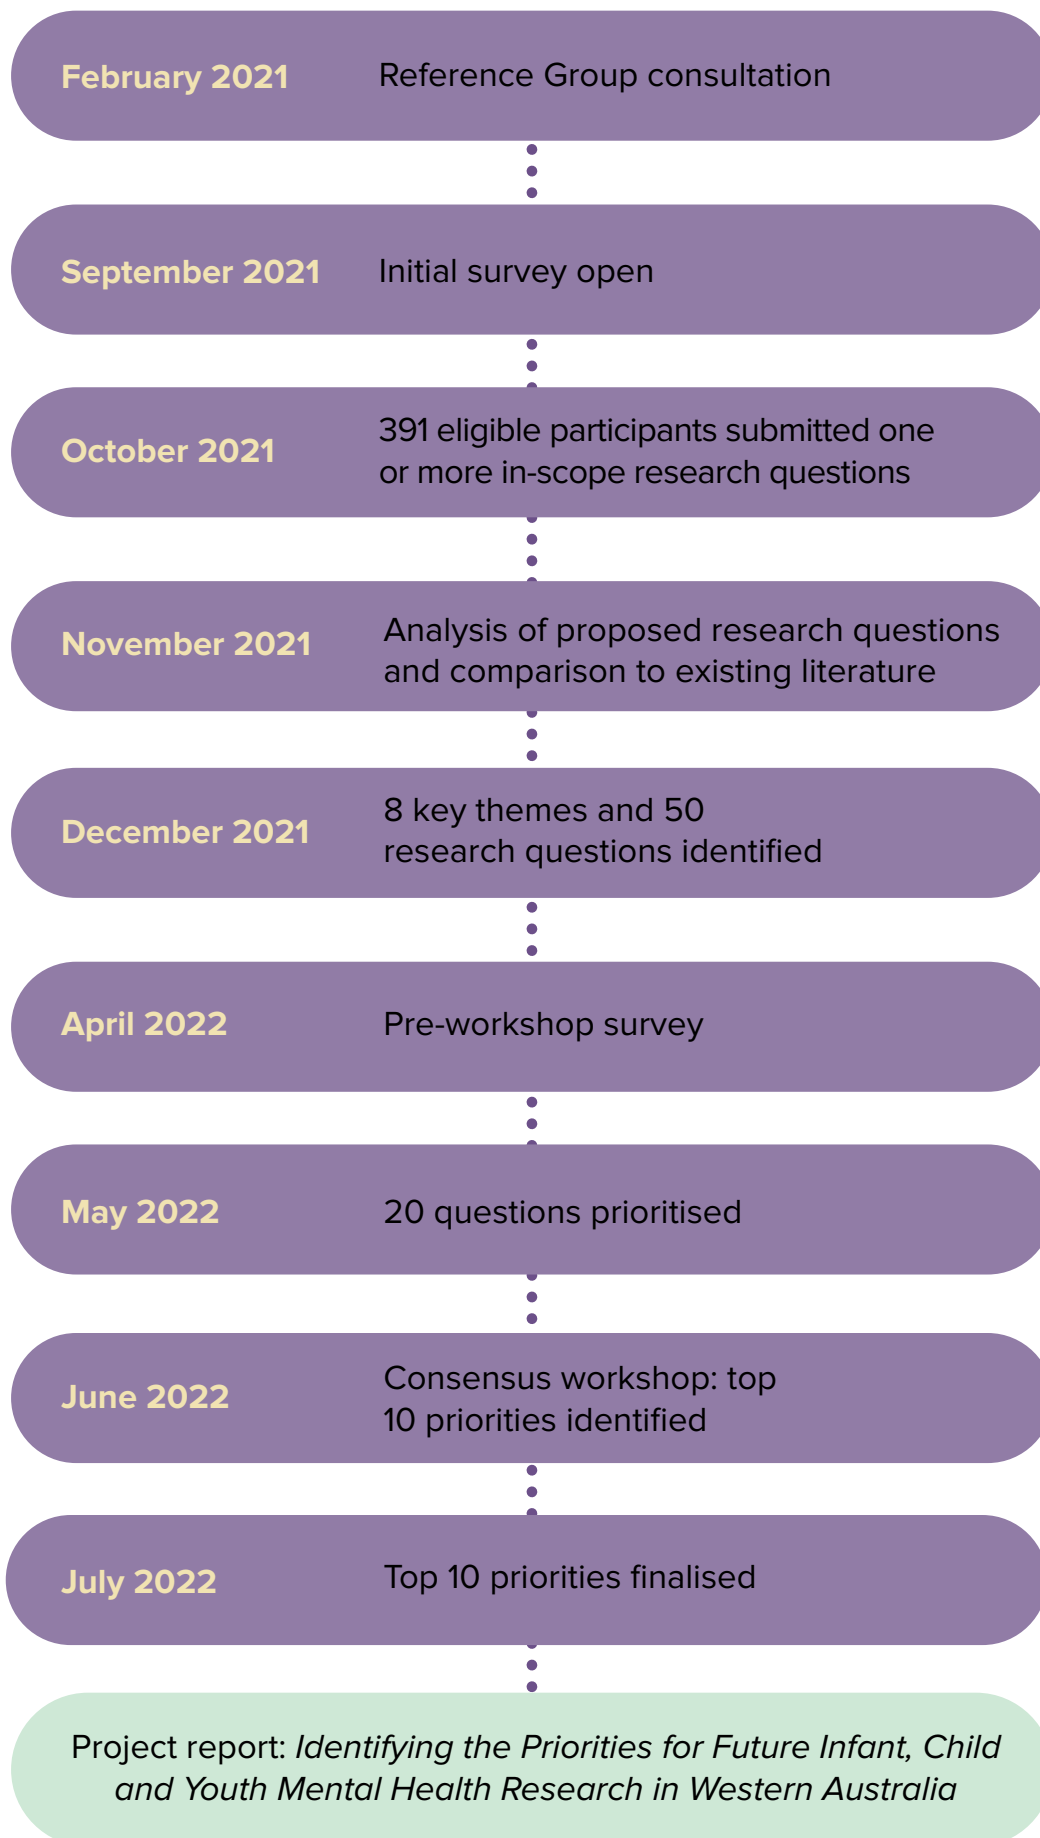 February 2021 Reference Group consultation
September 2021 Initial survey open
October 2021 391 eligible participants submitted one
or more in-scope research questions
November 2021 Analysis of proposed research questions
and comparison to existing literature
December 2021 8 key themes and 50
research questions identified
April 2022 Pre-workshop survey
May 2022 20 questions prioritised
June 2022 Consensus workshop: top
10 priorities identified
July 2022 Top 10 priorities finalised
Project report: Identifying the Priorities for Future Infant, Child
and Youth Mental Health Research in Western Australia